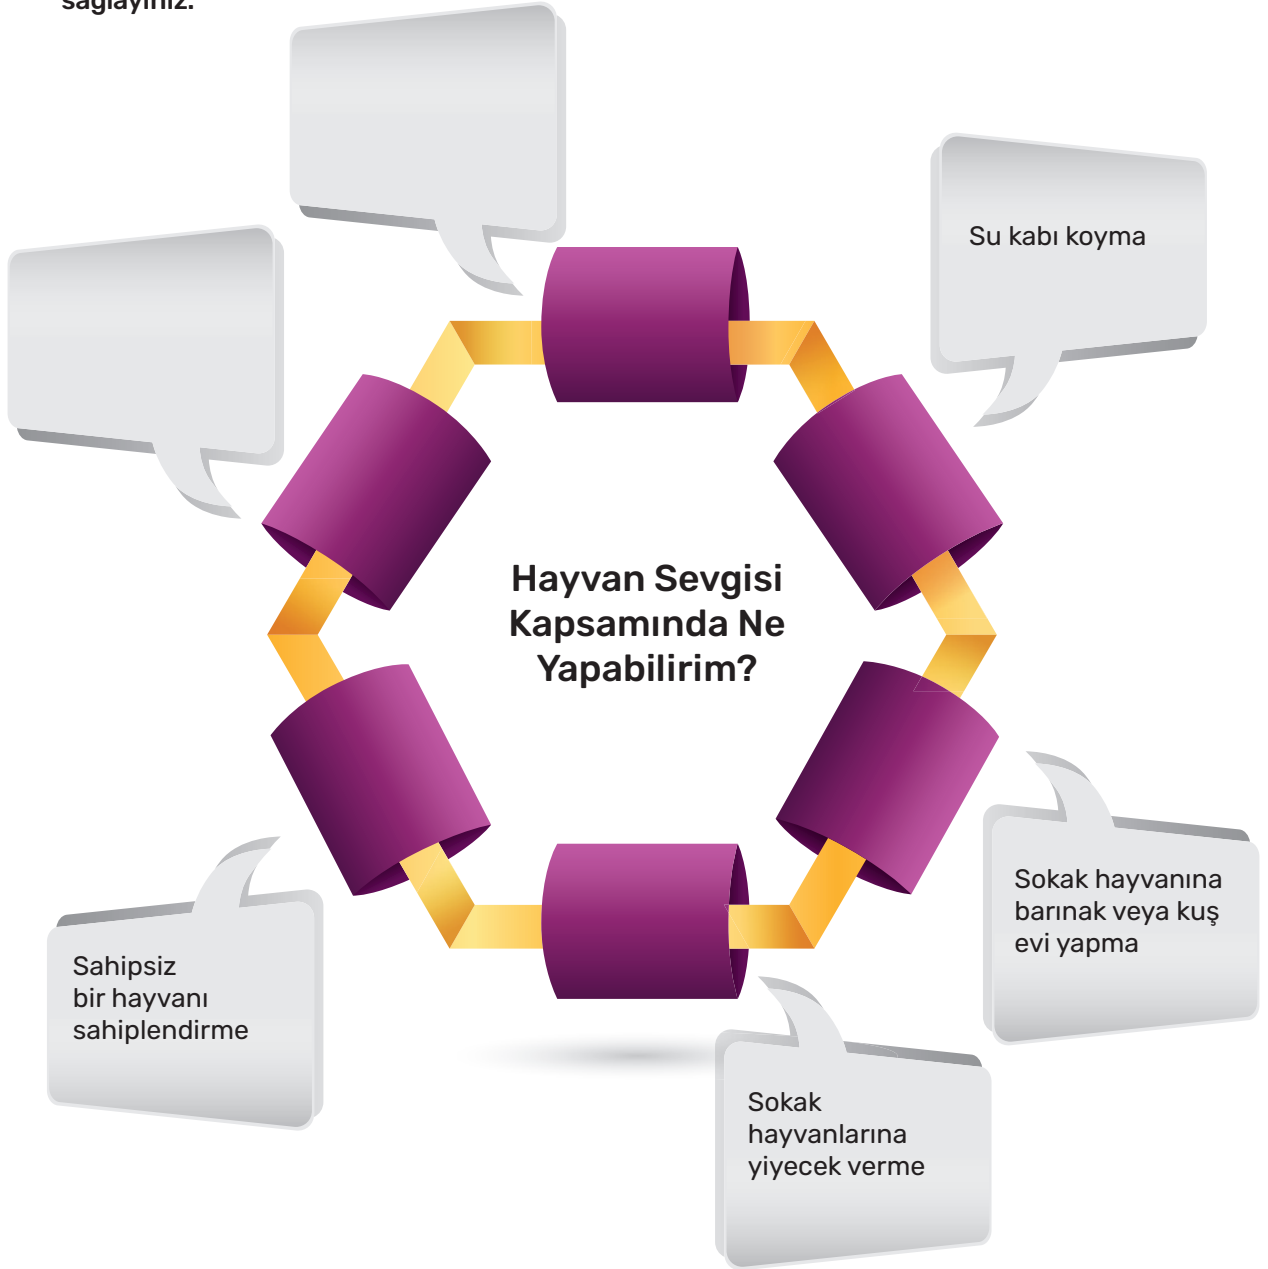 sağlayınız.
Su kabı koyma
Hayvan Sevgisi
Kapsamında Ne
Yapabilirim?
Sokak hayvanına
barınak veya kuş
evi yapma
Sahipsiz
bir hayvanı
sahiplendirme
Sokak
hayvanlarına
yiyecek verme